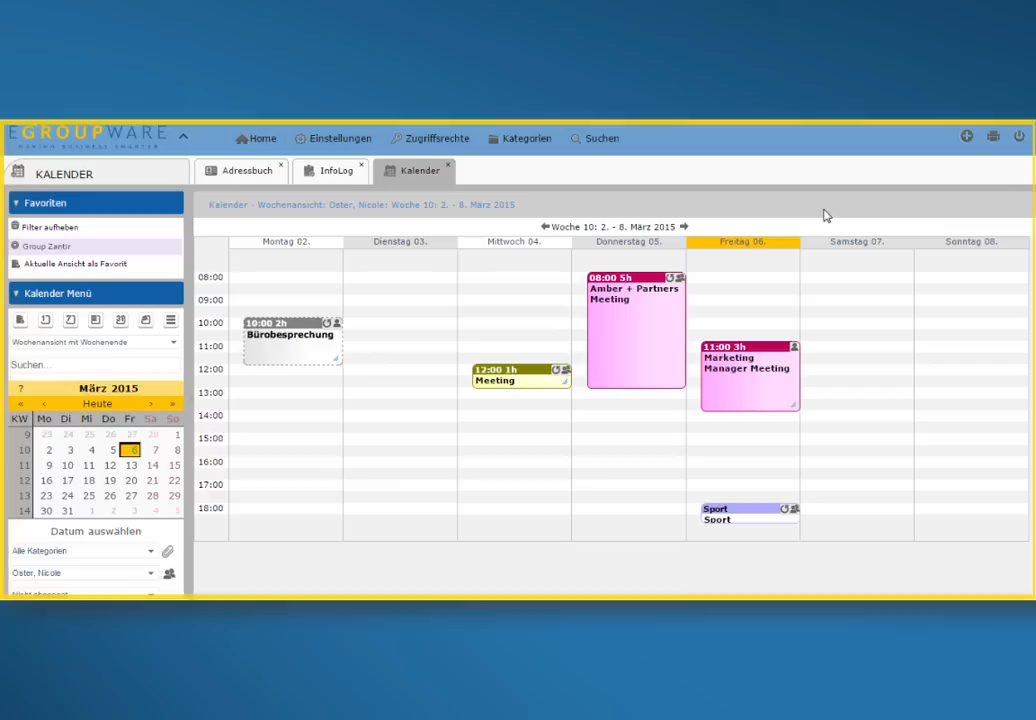 EGROUPWARE
MAKING BUSINESS SMARTER
Home
Einstellungen
Zugriffsrechte
Kategorien
Suchen
KALENDER
Adressbuch
InfoLog
Kalender
Favoriten
Filter aufheben
Group Zantir
Aktuelle Ansicht als Favorit
Kalender Menü
Wochenansicht mit Wochenende
Suchen...
? März 2015
« ‹ Heute › »
KW Mo Di Mi Do Fr Sa So
9 23 24 25 26 27 28 1
10 2 3 4 5 6 7 8
11 9 10 11 12 13 14 15
12 16 17 18 19 20 21 22
13 23 24 25 26 27 28 29
14 30 31 1 2 3 4 5
Datum auswählen
Alle Kategorien
Oster, Nicole
Kalender - Wochenansicht: Oster, Nicole: Woche 10: 2. - 8. März 2015
Woche 10: 2. - 8. März 2015
Montag 02. Dienstag 03. Mittwoch 04. Donnerstag 05. Freitag 06. Samstag 07. Sonntag 08.
08:00
09:00
10:00
11:00
12:00
13:00
14:00
15:00
16:00
17:00
18:00
10:00 2h
Bürobesprechung
12:00 1h
Meeting
08:00 5h
Amber + Partners
Meeting
11:00 3h
Marketing
Manager Meeting
Sport
Sport